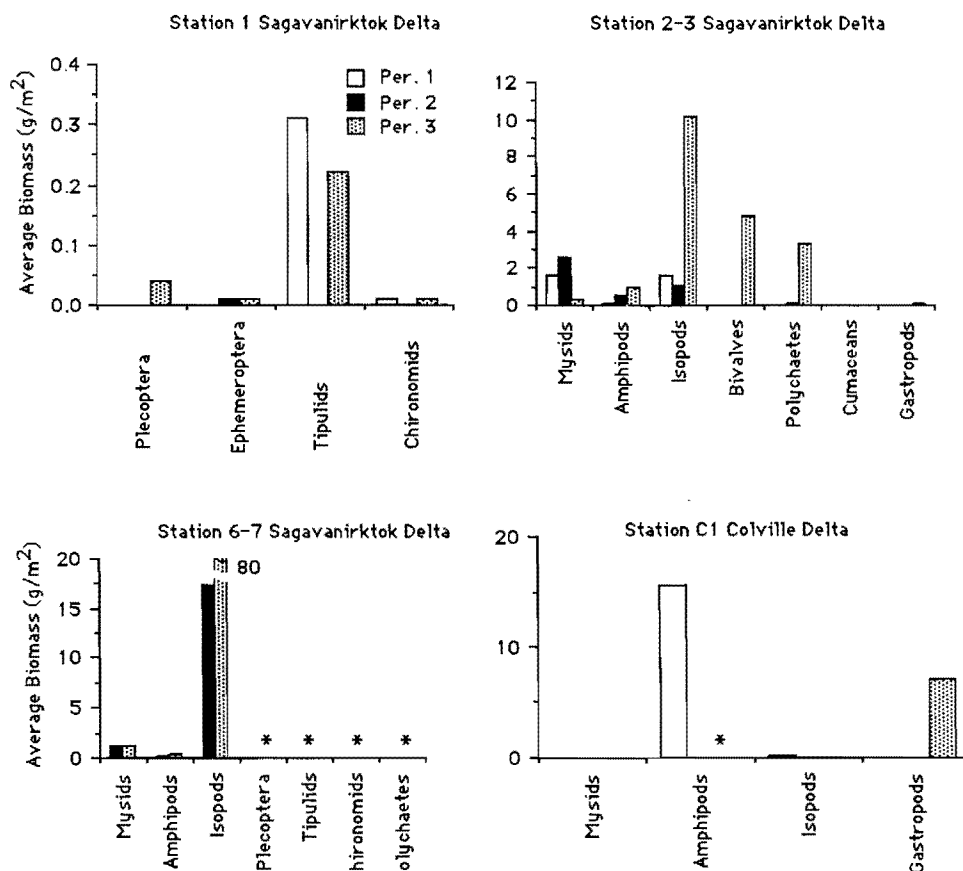 Station 1 Sagavanirktok Delta
Average Biomass (g/m2)
0.4
0.3
0.2
0.1
0.0
Per. 1
Per. 2
Per. 3
Plecoptera
Ephemeroptera
Tipulids
Chironomids
Station 2-3 Sagavanirktok Delta
12
10
8
6
4
2
0
Mysids
Amphipods
Isopods
Bivalves
Polychaetes
Cumaceans
Gastropods
Station 6-7 Sagavanirktok Delta
Average Biomass (g/m2)
20
15
10
5
0
80
* * * *
Mysids
Amphipods
Isopods
Plecoptera
Tipulids
hironomids
olychaetes
Station C1 Colville Delta
20
10
0
*
Mysids
Amphipods
Isopods
Gastropods